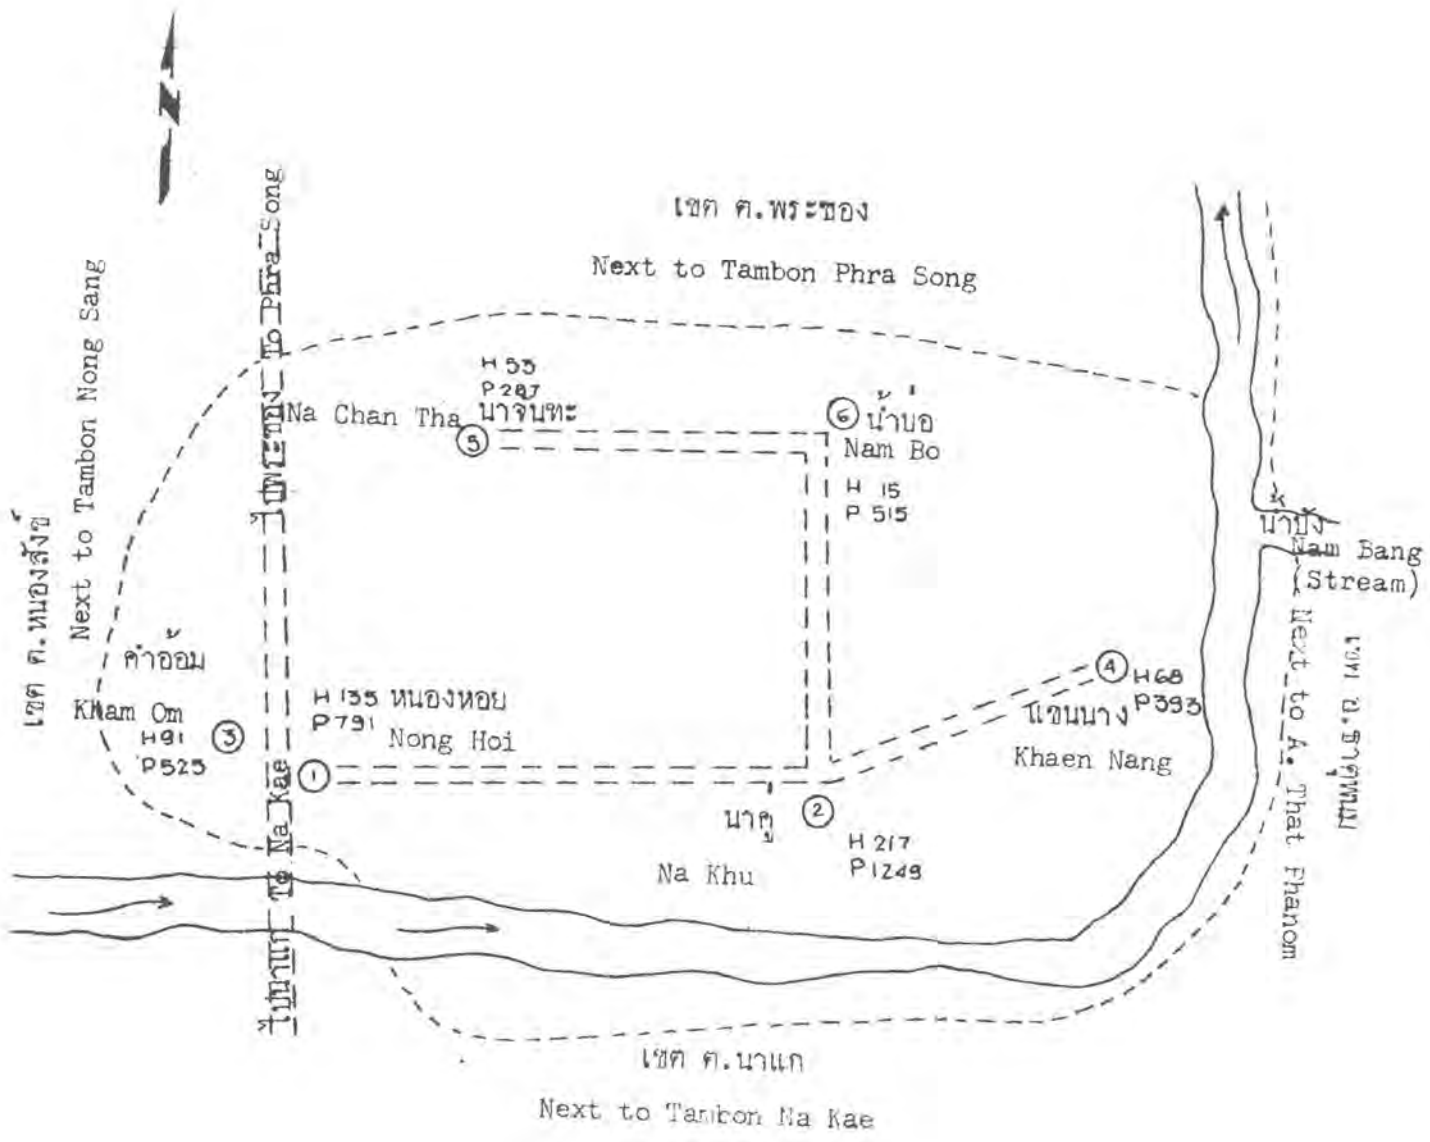 N
เขต ต.พระซอง
Next to Tambon Phra Song
ไปพระซอง To Phra Song
Next to Tambon Nong Sang
เขต ต.หนองสังข์
H 53
P 287
นาจันทะ
Na Chan Tha
5
6 น้ำบ่อ
Nam Bo
H 15
P 515
น้ำบัง
Nam Bang
(Stream)
คำอ้อม
Kham Om
H91
P525
3
H 135 หนองหอย
P791
Nong Hoi
1
4
H68
P393
แขนนาง
Khaen Nang
Next to A. That Phanom
เขต อ.ธาตุพนม
นาคู่
2
Na Khu
H 217
P1249
ไปนาแก To Na Kae
เขต ต.นาแก
Next to Tambon Na Kae